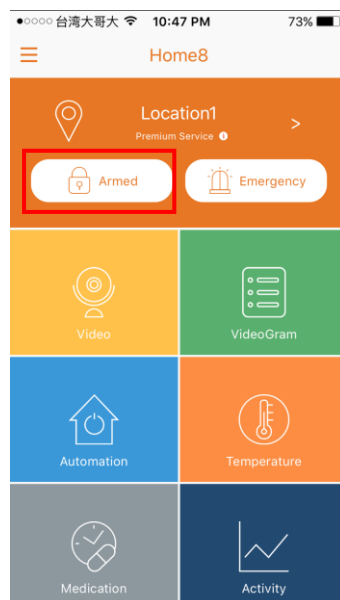 台湾大哥大 10:47 PM 73%
Home8
Location1
Premium Service
>
Armed Emergency
Video VideoGram
Automation Temperature
Medication Activity